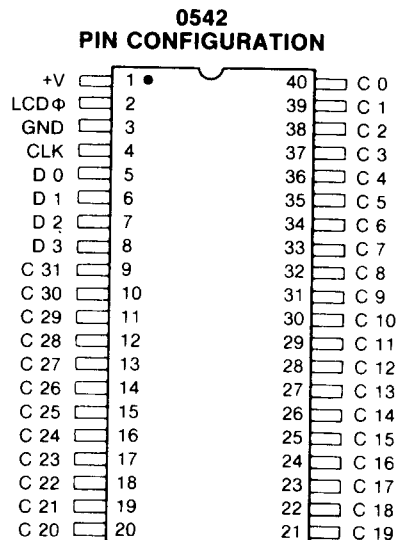 0542
PIN CONFIGURATION
+V 1 40 C 0
LCDΦ 2 39 C 1
GND 3 38 C 2
CLK 4 37 C 3
D 0 5 36 C 4
D 1 6 35 C 5
D 2 7 34 C 6
D 3 8 33 C 7
C 31 9 32 C 8
C 30 10 31 C 9
C 29 11 30 C 10
C 28 12 29 C 11
C 27 13 28 C 12
C 26 14 27 C 13
C 25 15 26 C 14
C 24 16 25 C 15
C 23 17 24 C 16
C 22 18 23 C 17
C 21 19 22 C 18
C 20 20 21 C 19